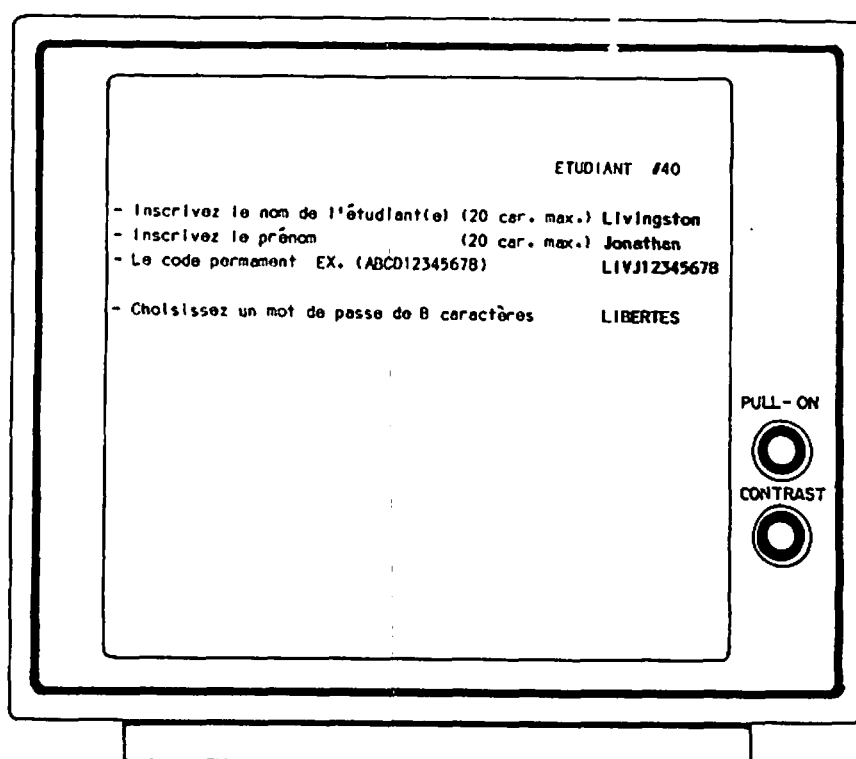 ETUDIANT #40
- Inscrivez le nom de l'étudiant(e) (20 car. max.) Livingston
- Inscrivez le prénom (20 car. max.) Jonathan
- Le code permament EX. (ABCD12345678) LIVJ12345678
- Choisissez un mot de passe de 8 caractères LIBERTES
PULL-ON
CONTRAST